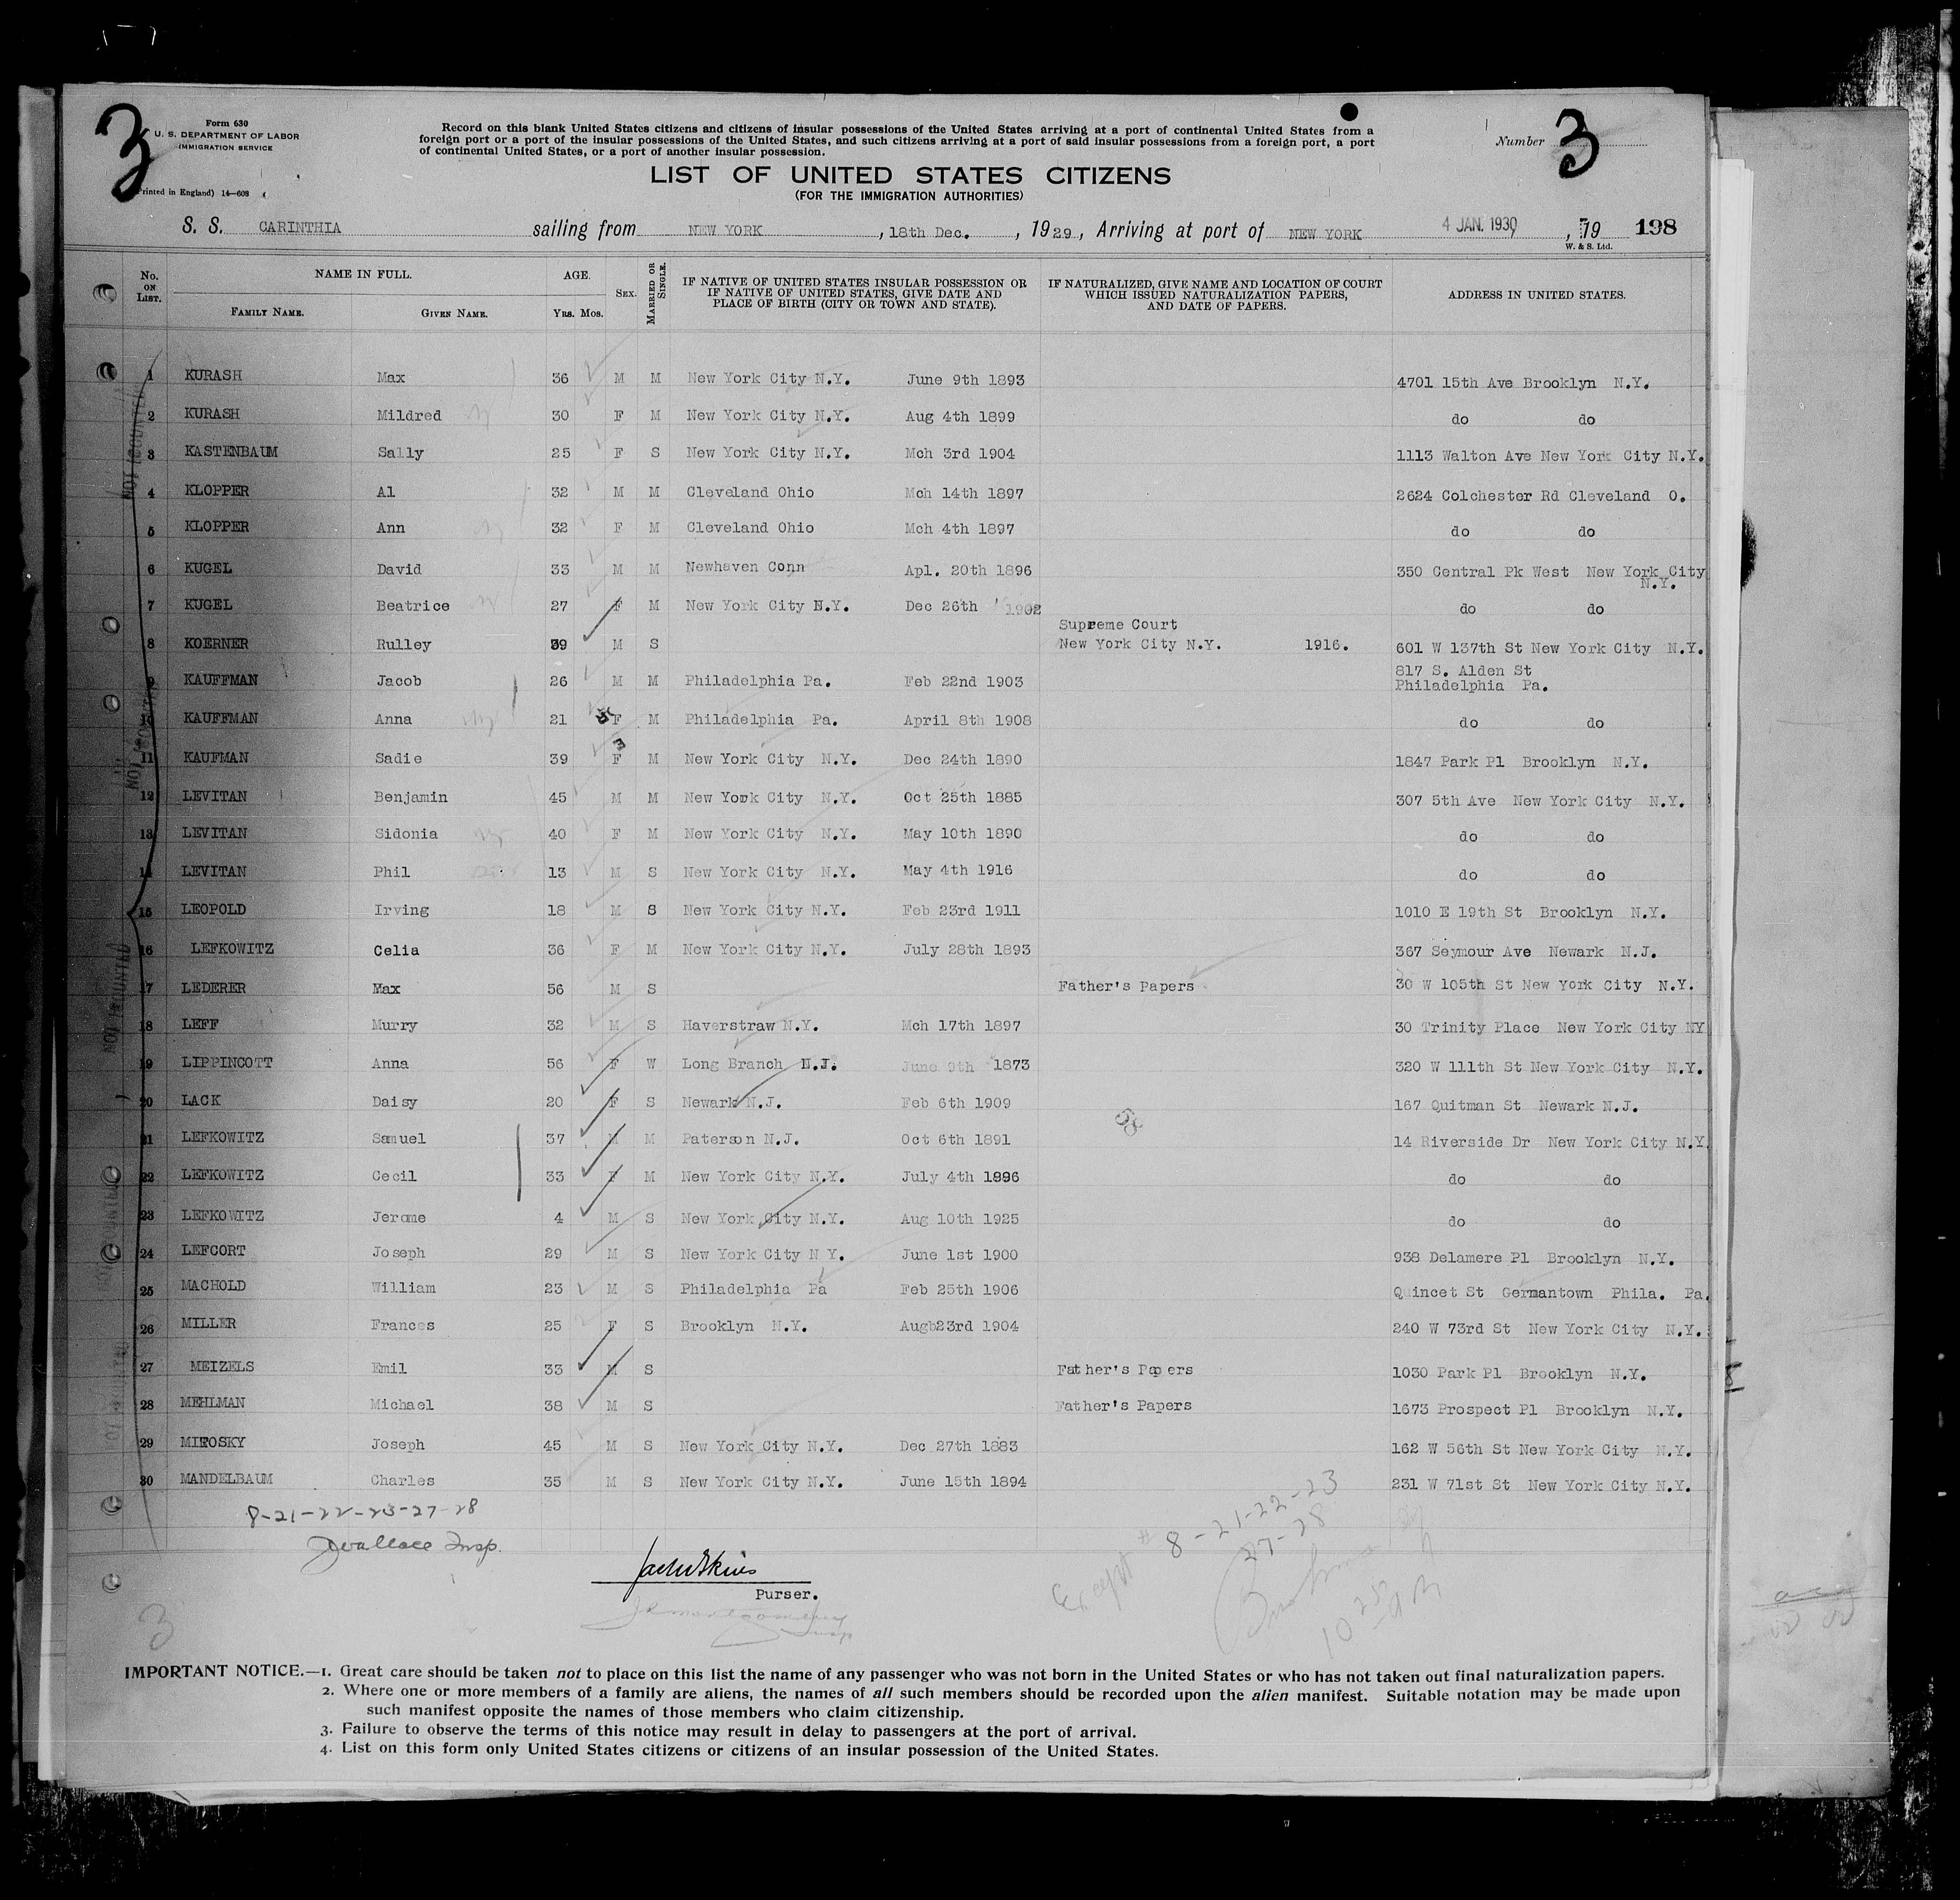 3
Form 630
U. S. DEPARTMENT OF LABOR
IMMIGRATION SERVICE
Printed in England) 14—608
Record on this blank United States citizens and citizens of insular possessions of the United States arriving at a port of continental United States from a
foreign port or a port of the insular possessions of the United States, and such citizens arriving at a port of said insular possessions from a foreign port, a port
of continental United States, or a port of another insular possession.
Number 3
LIST OF UNITED STATES CITIZENS
(FOR THE IMMIGRATION AUTHORITIES)
S. S. CARINTHIA sailing from NEW YORK , 18th Dec. , 1929 , Arriving at port of NEW YORK 4 JAN. 1930 , 19 198
W. & S. Ltd.
No. ON LIST. NAME IN FULL. FAMILY NAME. GIVEN NAME. AGE. YRS. MOS. SEX. MARRIED OR SINGLE. IF NATIVE OF UNITED STATES INSULAR POSSESSION OR IF NATIVE OF UNITED STATES, GIVE DATE AND PLACE OF BIRTH (CITY OR TOWN AND STATE). IF NATURALIZED, GIVE NAME AND LOCATION OF COURT WHICH ISSUED NATURALIZATION PAPERS, AND DATE OF PAPERS. ADDRESS IN UNITED STATES.
1 KURASH Max 36 M M New York City N.Y. June 9th 1893 4701 15th Ave Brooklyn N.Y.
2 KURASH Mildred 30 F M New York City N.Y. Aug 4th 1899 do do
3 KASTENBAUM Sally 25 F S New York City N.Y. Mch 3rd 1904 1113 Walton Ave New York City N.Y.
4 KLOPPER Al 32 M M Cleveland Ohio Mch 14th 1897 2624 Colchester Rd Cleveland O.
5 KLOPPER Ann 32 F M Cleveland Ohio Mch 4th 1897 do do
6 KUGEL David 33 M M Newhaven Conn Apl. 20th 1896 350 Central Pk West New York City N.Y.
7 KUGEL Beatrice 27 F M New York City N.Y. Dec 26th 1902 do do
8 KOERNER Rulley 39 M S Supreme Court New York City N.Y. 1916. 601 W 137th St New York City N.Y.
9 KAUFFMAN Jacob 26 M M Philadelphia Pa. Feb 22nd 1903 817 S. Alden St Philadelphia Pa.
10 KAUFFMAN Anna 21 F M Philadelphia Pa. April 8th 1908 do do
11 KAUFMAN Sadie 39 F M New York City N.Y. Dec 24th 1890 1847 Park Pl Brooklyn N.Y.
12 LEVITAN Benjamin 45 M M New York City N.Y. Oct 25th 1885 307 5th Ave New York City N.Y.
13 LEVITAN Sidonia 40 F M New York City N.Y. May 10th 1890 do do
14 LEVITAN Phil 13 M S New York City N.Y. May 4th 1916 do do
15 LEOPOLD Irving 18 M S New York City N.Y. Feb 23rd 1911 1010 E 19th St Brooklyn N.Y.
16 LEFKOWITZ Celia 36 F M New York City N.Y. July 28th 1893 367 Seymour Ave Newark N.J.
17 LEDERER Max 56 M S Father's Papers 30 W 105th St New York City N.Y.
18 LEFF Murry 32 M S Haverstraw N.Y. Mch 17th 1897 30 Trinity Place New York City NY
19 LIPPINCOTT Anna 56 F W Long Branch N.J. June 9th 1873 320 W 111th St New York City N.Y.
20 LACK Daisy 20 F S Newark N.J. Feb 6th 1909 167 Quitman St Newark N.J.
21 LEFKOWITZ Samuel 37 M M Paterson N.J. Oct 6th 1891 14 Riverside Dr New York City N.Y.
22 LEFKOWITZ Cecil 33 F M New York City N.Y. July 4th 1896 do do
23 LEFKOWITZ Jerome 4 M S New York City N.Y. Aug 10th 1925 do do
24 LEFCORT Joseph 29 M S New York City N Y. June 1st 1900 938 Delamere Pl Brooklyn N.Y.
25 MACHOLD William 23 M S Philadelphia Pa Feb 25th 1906 Quincet St Germantown Phila. Pa.
26 MILLER Frances 25 F S Brooklyn N.Y. Augb23rd 1904 240 W 73rd St New York City N.Y.
27 MEIZELS Emil 33 M S Father's Papers 1030 Park Pl Brooklyn N.Y.
28 MEHLMAN Michael 38 M S Father's Papers 1673 Prospect Pl Brooklyn N.Y.
29 MIROSKY Joseph 45 M S New York City N.Y. Dec 27th 1883 162 W 56th St New York City N.Y.
30 MANDELBAUM Charles 35 M S New York City N.Y. June 15th 1894 231 W 71st St New York City N.Y.
8-21-22-23-27-28
Wallace Insp.
Purser.
Except # 8-21-22-23
27-28
3
IMPORTANT NOTICE.—1. Great care should be taken not to place on this list the name of any passenger who was not born in the United States or who has not taken out final naturalization papers.
2. Where one or more members of a family are aliens, the names of all such members should be recorded upon the alien manifest. Suitable notation may be made upon
such manifest opposite the names of those members who claim citizenship.
3. Failure to observe the terms of this notice may result in delay to passengers at the port of arrival.
4. List on this form only United States citizens or citizens of an insular possession of the United States.